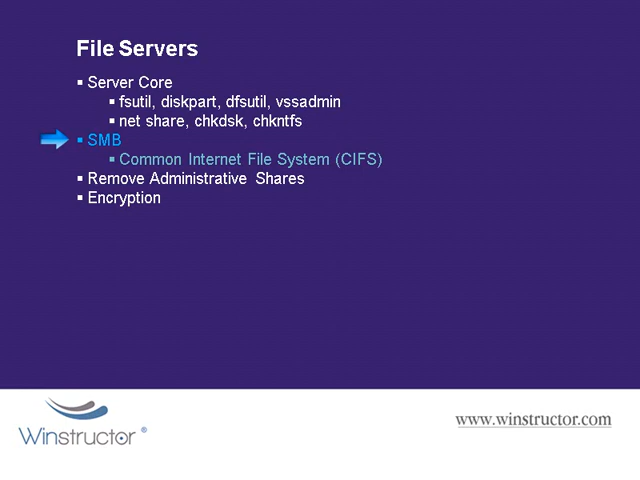 File Servers
▪ Server Core
▪ fsutil, diskpart, dfsutil, vssadmin
▪ net share, chkdsk, chkntfs
▪ SMB
▪ Common Internet File System (CIFS)
▪ Remove Administrative Shares
▪ Encryption
Winstructor ®
www.winstructor.com